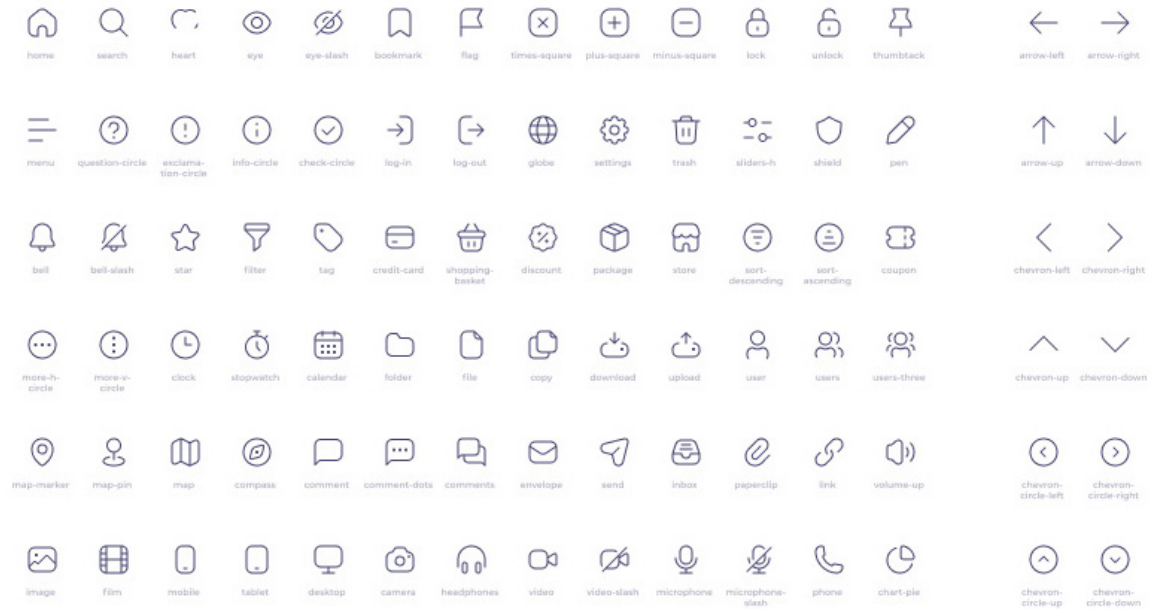 home search heart eye eye-slash bookmark flag times-square plus-square minus-square lock unlock thumbtack arrow-left arrow-right
menu question-circle exclama- info-circle check-circle log-in log-out globe settings trash sliders-h shield pen arrow-up arrow-down
tion-circle
bell bell-slash star filter tag credit-card shopping- discount package store sort- sort- coupon chevron-left chevron-right
basket descending ascending
more-h- more-v- clock stopwatch calendar folder file copy download upload user users users-three chevron-up chevron-down
circle circle
map-marker map-pin map compass comment comment-dots comments envelope send inbox paperclip link volume-up chevron- chevron-
circle-left circle-right
image film mobile tablet desktop camera headphones video video-slash microphone microphone- phone chart-pie chevron- chevron-
slash circle-up circle-down